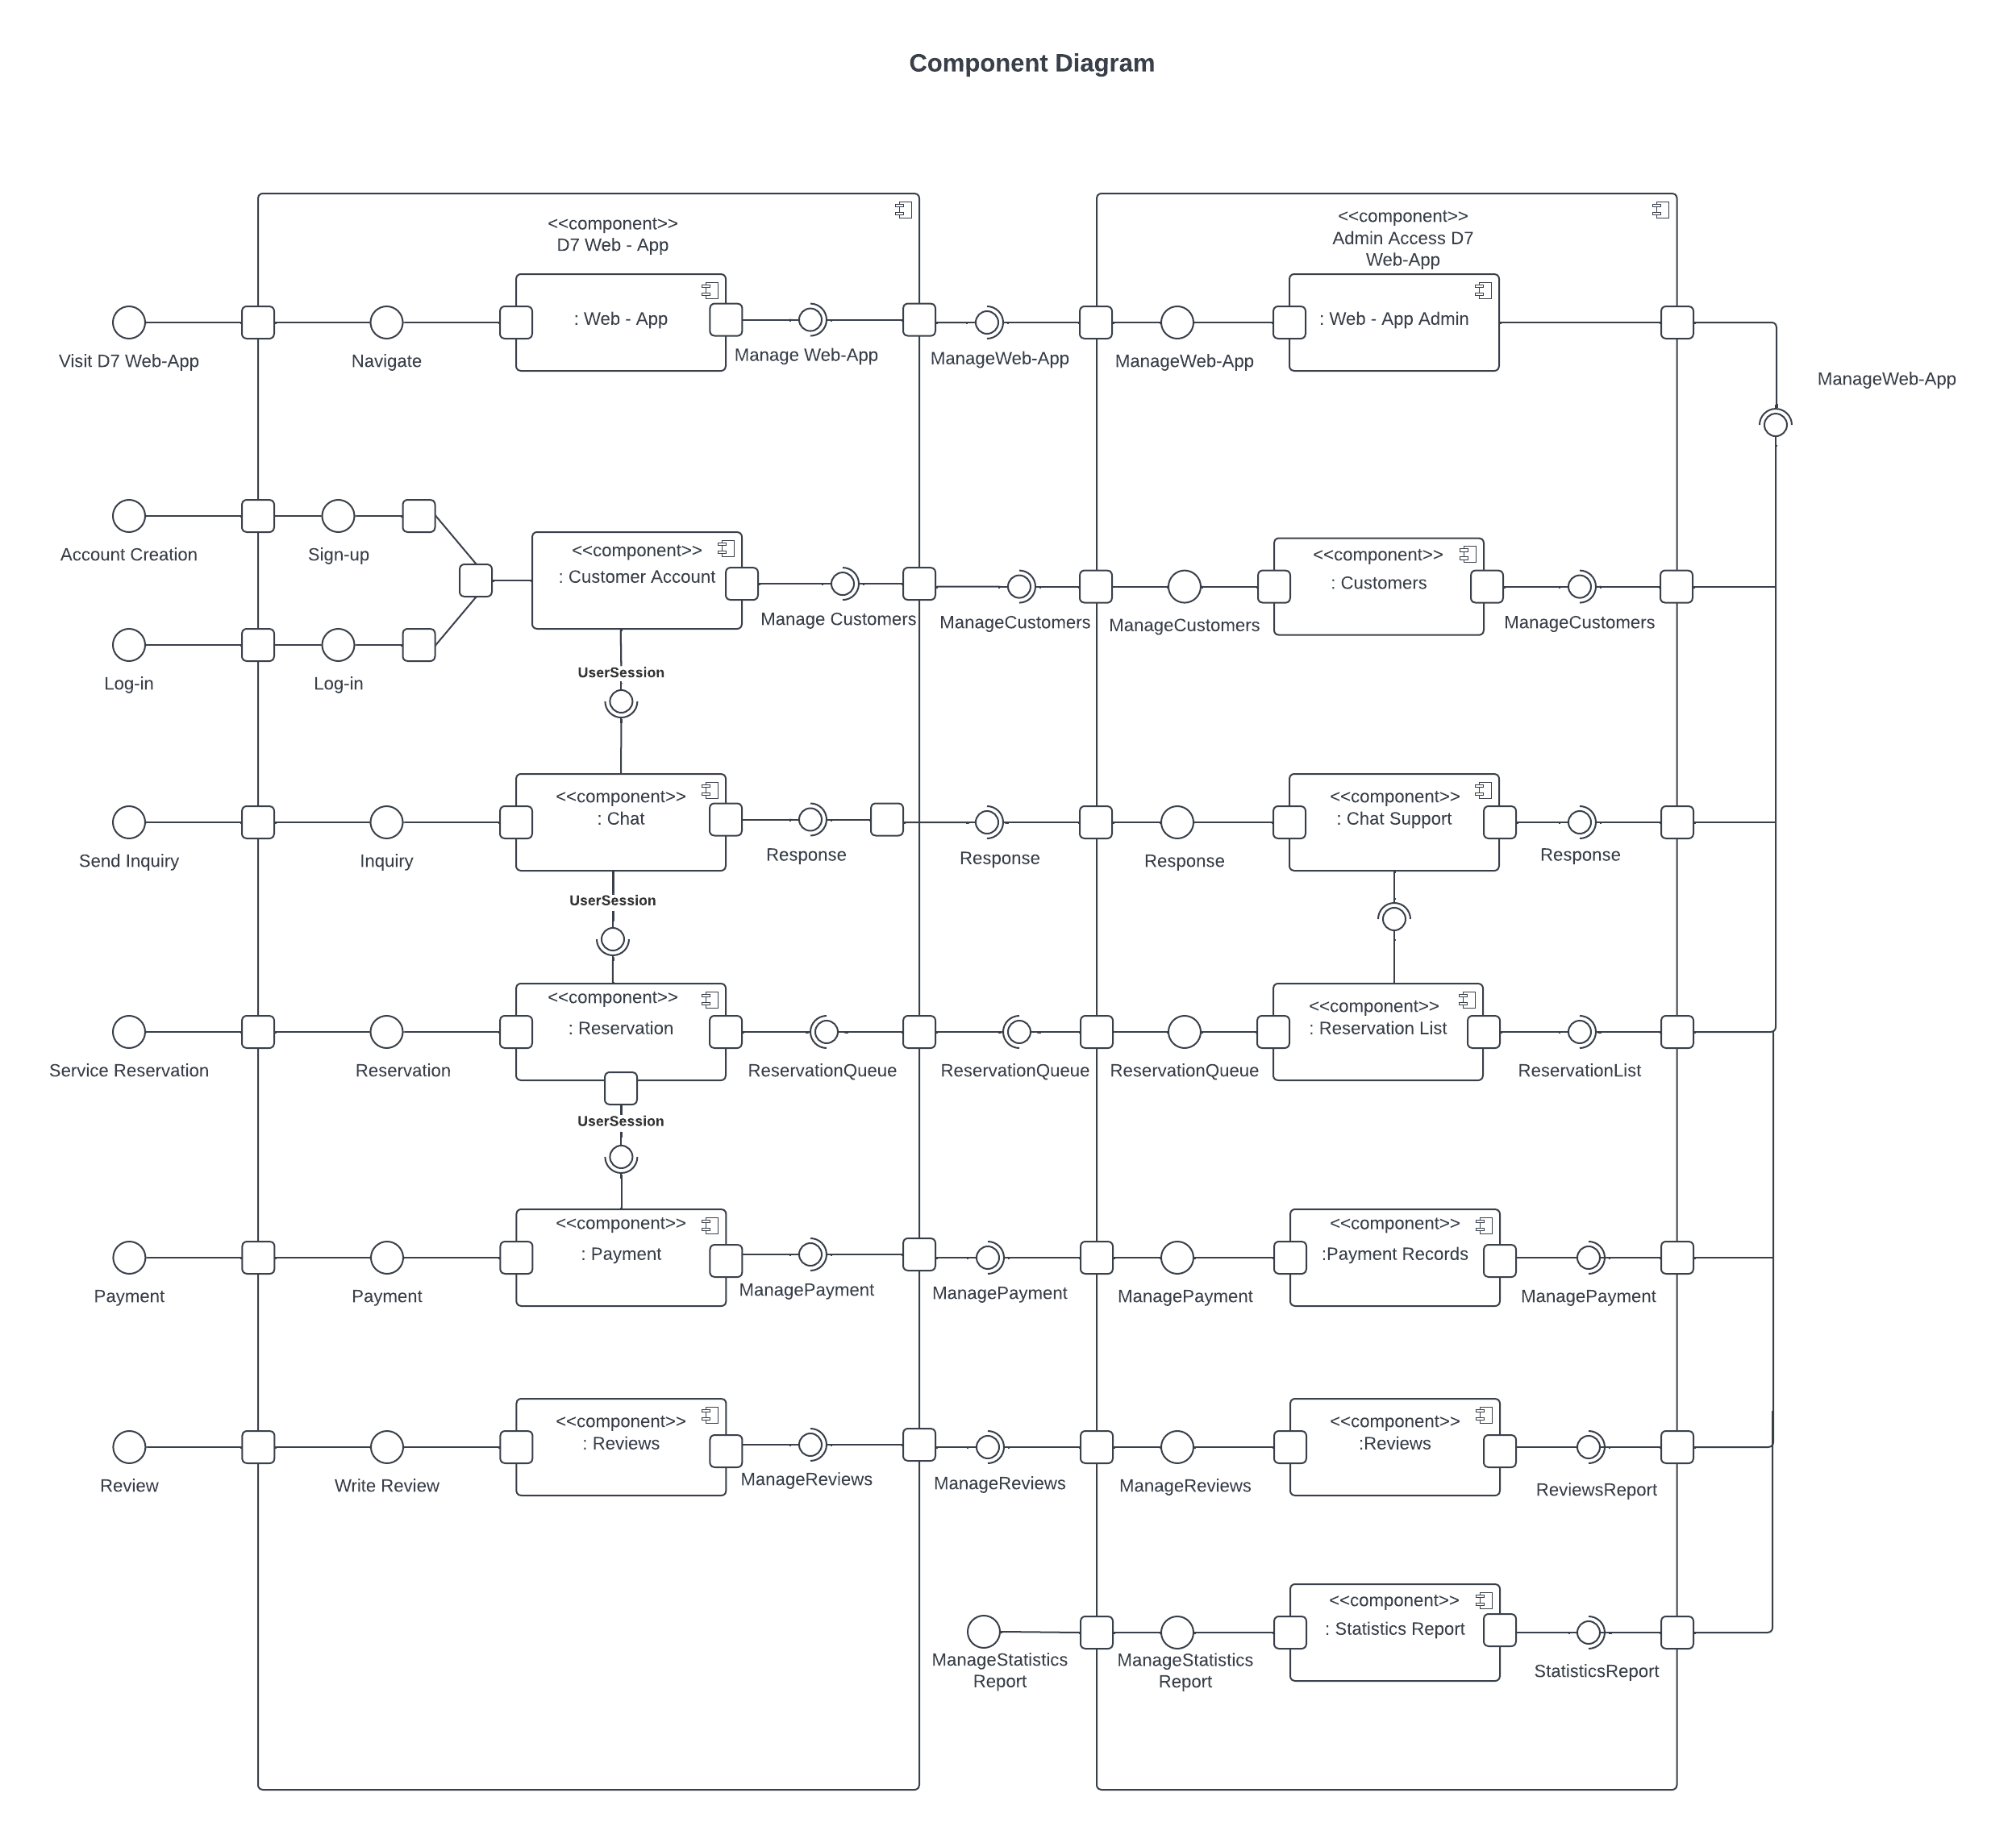 Component Diagram
<<component>>
D7 Web - App
<<component>>
Admin Access D7
Web-App
: Web - App
: Web - App Admin
Visit D7 Web-App
Navigate
Manage Web-App
ManageWeb-App
ManageWeb-App
ManageWeb-App
Account Creation
Sign-up
<<component>>
: Customer Account
<<component>>
: Customers
Manage Customers
ManageCustomers
ManageCustomers
ManageCustomers
Log-in
Log-in
UserSession
<<component>>
: Chat
<<component>>
: Chat Support
Send Inquiry
Inquiry
Response
Response
Response
Response
UserSession
<<component>>
: Reservation
<<component>>
: Reservation List
Service Reservation
Reservation
ReservationQueue
ReservationQueue
ReservationQueue
ReservationList
UserSession
<<component>>
: Payment
<<component>>
:Payment Records
Payment
Payment
ManagePayment
ManagePayment
ManagePayment
ManagePayment
<<component>>
: Reviews
<<component>>
:Reviews
Review
Write Review
ManageReviews
ManageReviews
ManageReviews
ReviewsReport
<<component>>
: Statistics Report
ManageStatistics
Report
ManageStatistics
Report
StatisticsReport